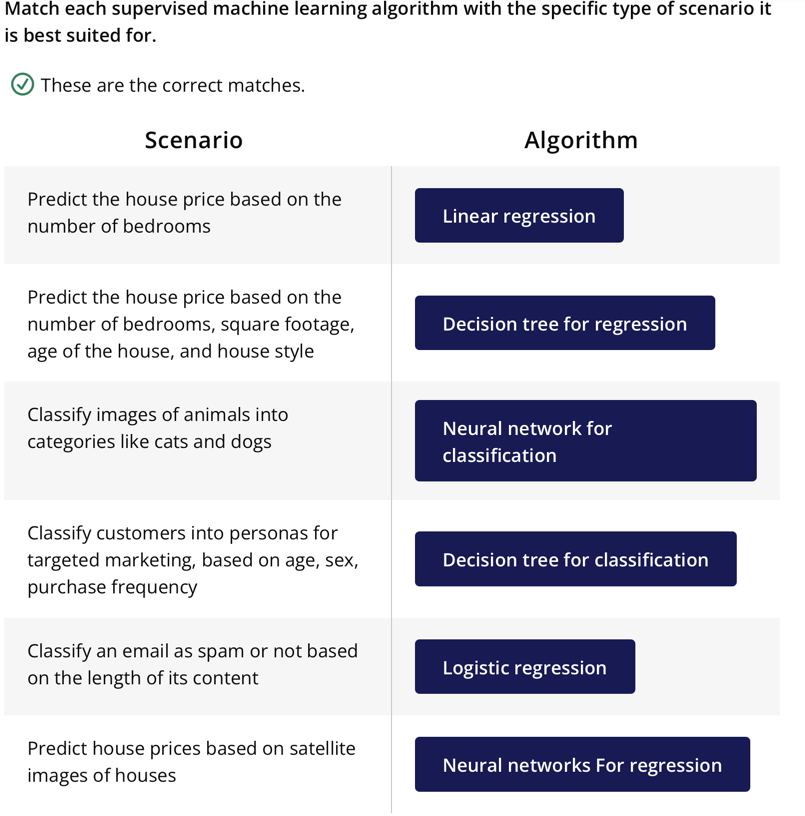 Match each supervised machine learning algorithm with the specific type of scenario it
is best suited for.
These are the correct matches.
Scenario
Algorithm
Predict the house price based on the
number of bedrooms
Linear regression
Predict the house price based on the
number of bedrooms, square footage,
age of the house, and house style
Decision tree for regression
Classify images of animals into
categories like cats and dogs
Neural network for
classification
Classify customers into personas for
targeted marketing, based on age, sex,
purchase frequency
Decision tree for classification
Classify an email as spam or not based
on the length of its content
Logistic regression
Predict house prices based on satellite
images of houses
Neural networks For regression